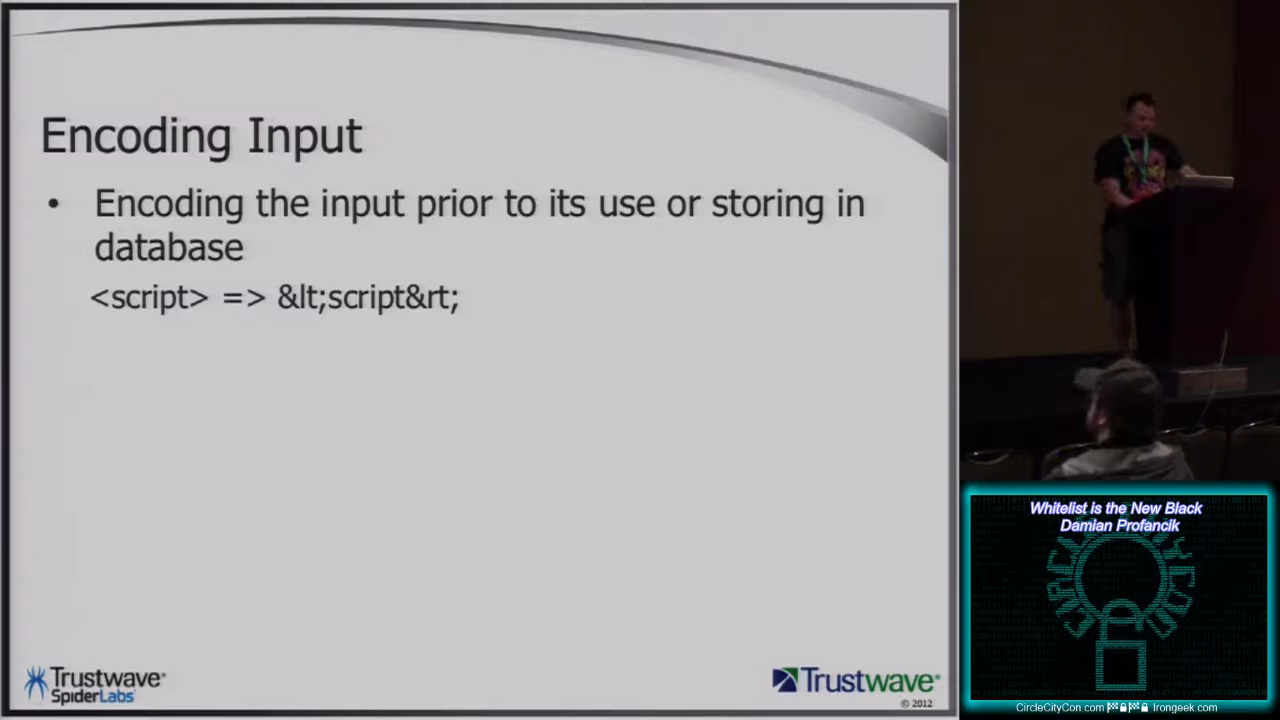 Encoding Input
• Encoding the input prior to its use or storing in
database
<script> => &lt;script&rt;
Trustwave®
SpiderLabs®
Trustwave®
© 2012
Whitelist is the New Black
Damian Profancik
CircleCityCon.com Irongeek.com